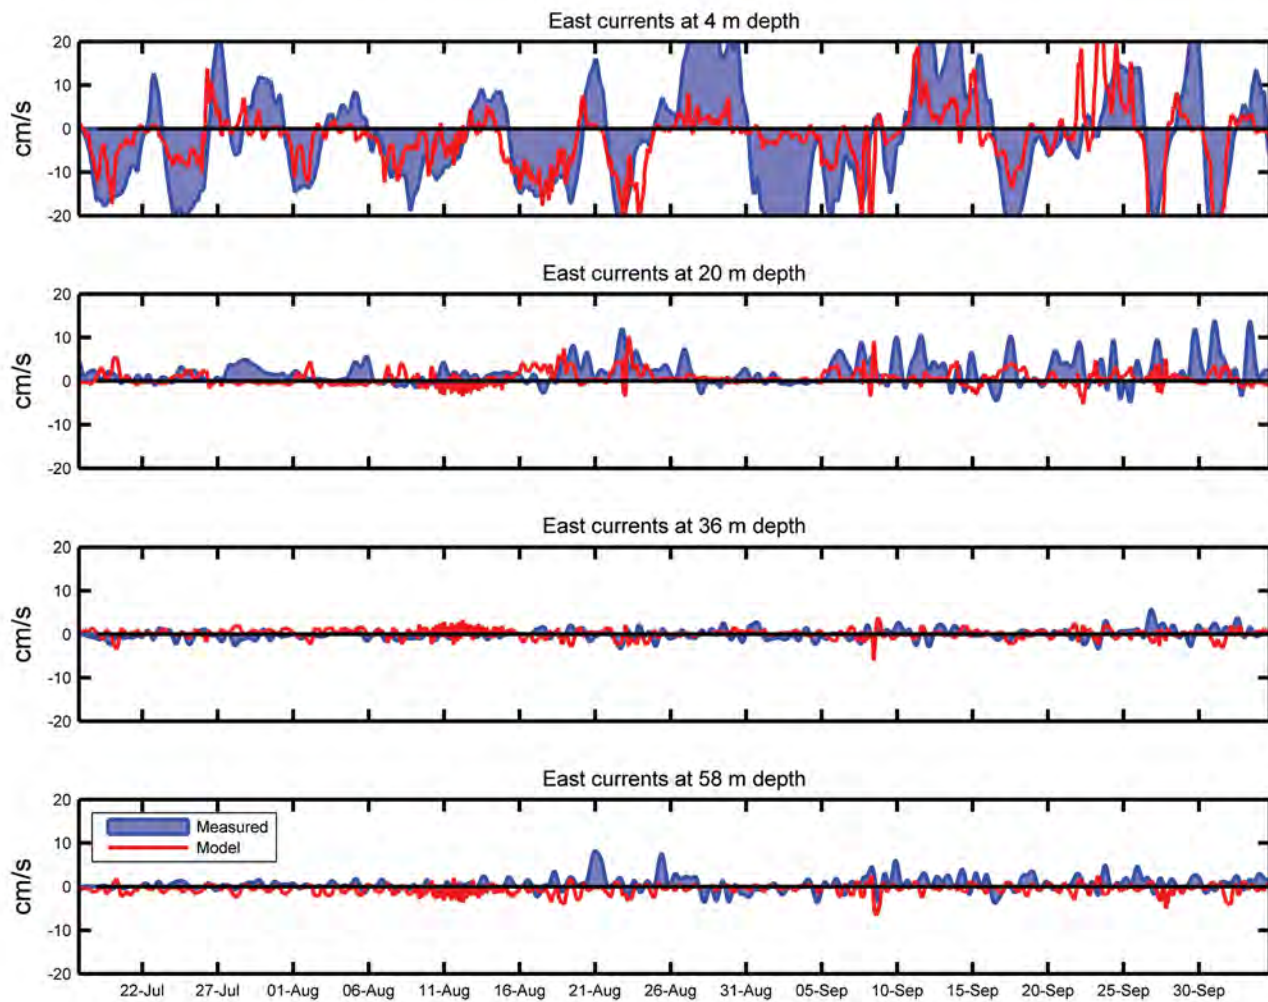 East currents at 4 m depth
20
10
0
-10
-20
cm/s
East currents at 20 m depth
20
10
0
-10
-20
cm/s
East currents at 36 m depth
20
10
0
-10
-20
cm/s
East currents at 58 m depth
20
10
0
-10
-20
cm/s
Measured
Model
22-Jul 27-Jul 01-Aug 06-Aug 11-Aug 16-Aug 21-Aug 26-Aug 31-Aug 05-Sep 10-Sep 15-Sep 20-Sep 25-Sep 30-Sep